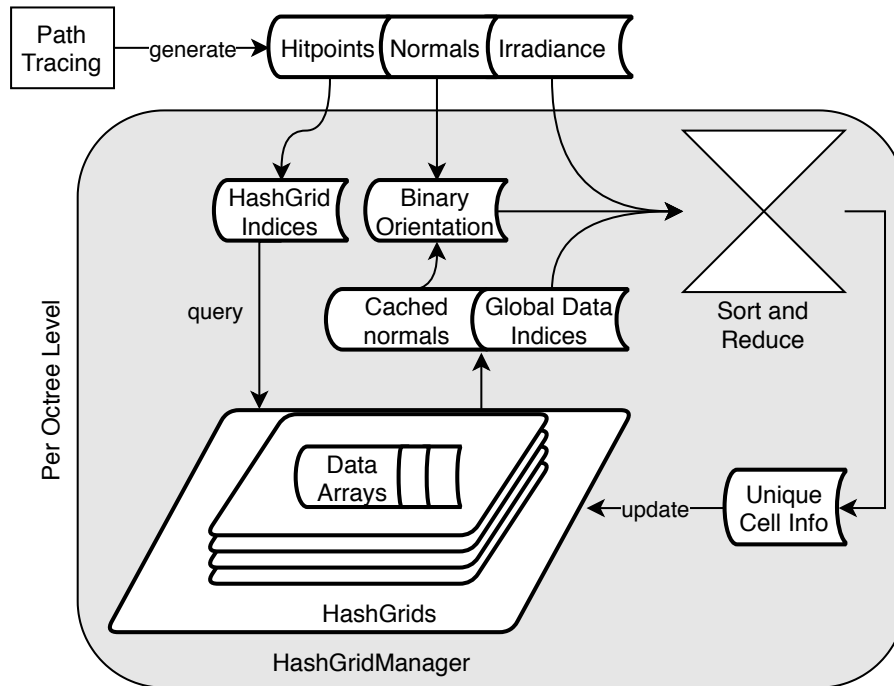 Path
Tracing
generate
Hitpoints
Normals
Irradiance
HashGrid
Indices
Binary
Orientation
query
Cached
normals
Global Data
Indices
Sort and
Reduce
Per Octree Level
Data
Arrays
update
Unique
Cell Info
HashGrids
HashGridManager